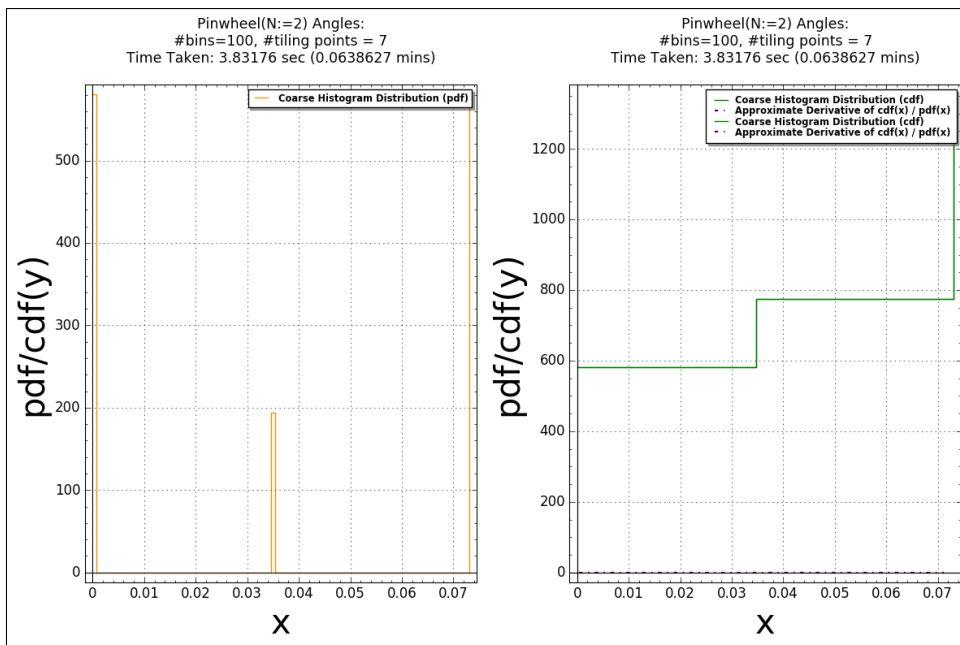 Pinwheel(N:=2) Angles:
#bins=100, #tiling points = 7
Time Taken: 3.83176 sec (0.0638627 mins)
Coarse Histogram Distribution (pdf)
500
400
300
200
100
0
pdf/cdf(y)
0 0.01 0.02 0.03 0.04 0.05 0.06 0.07
x
Pinwheel(N:=2) Angles:
#bins=100, #tiling points = 7
Time Taken: 3.83176 sec (0.0638627 mins)
Coarse Histogram Distribution (cdf)
Approximate Derivative of cdf(x) / pdf(x)
Coarse Histogram Distribution (cdf)
Approximate Derivative of cdf(x) / pdf(x)
1200
1000
800
600
400
200
0
pdf/cdf(y)
0 0.01 0.02 0.03 0.04 0.05 0.06 0.07
x